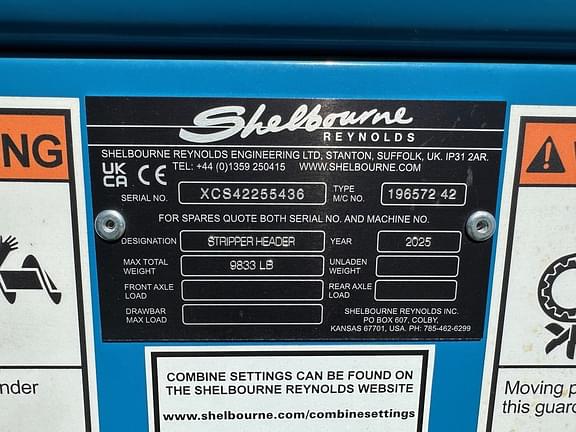 Shelbourne
REYNOLDS
SHELBOURNE REYNOLDS ENGINEERING LTD, STANTON, SUFFOLK, UK. IP31 2AR.
TEL: +44 (0)1359 250415 WWW.SHELBOURNE.COM
UK CA CE
SERIAL NO. XCS42255436 TYPE M/C NO. 196572 42
FOR SPARES QUOTE BOTH SERIAL NO. AND MACHINE NO.
DESIGNATION STRIPPER HEADER YEAR 2025
MAX TOTAL WEIGHT 9833 LB UNLADEN WEIGHT
FRONT AXLE LOAD REAR AXLE LOAD
DRAWBAR MAX LOAD
SHELBOURNE REYNOLDS INC.
PO BOX 607, COLBY,
KANSAS 67701, USA. PH: 785-462-6299
COMBINE SETTINGS CAN BE FOUND ON
THE SHELBOURNE REYNOLDS WEBSITE
www.shelbourne.com/combinesettings
NG
nder
Moving p
this guard